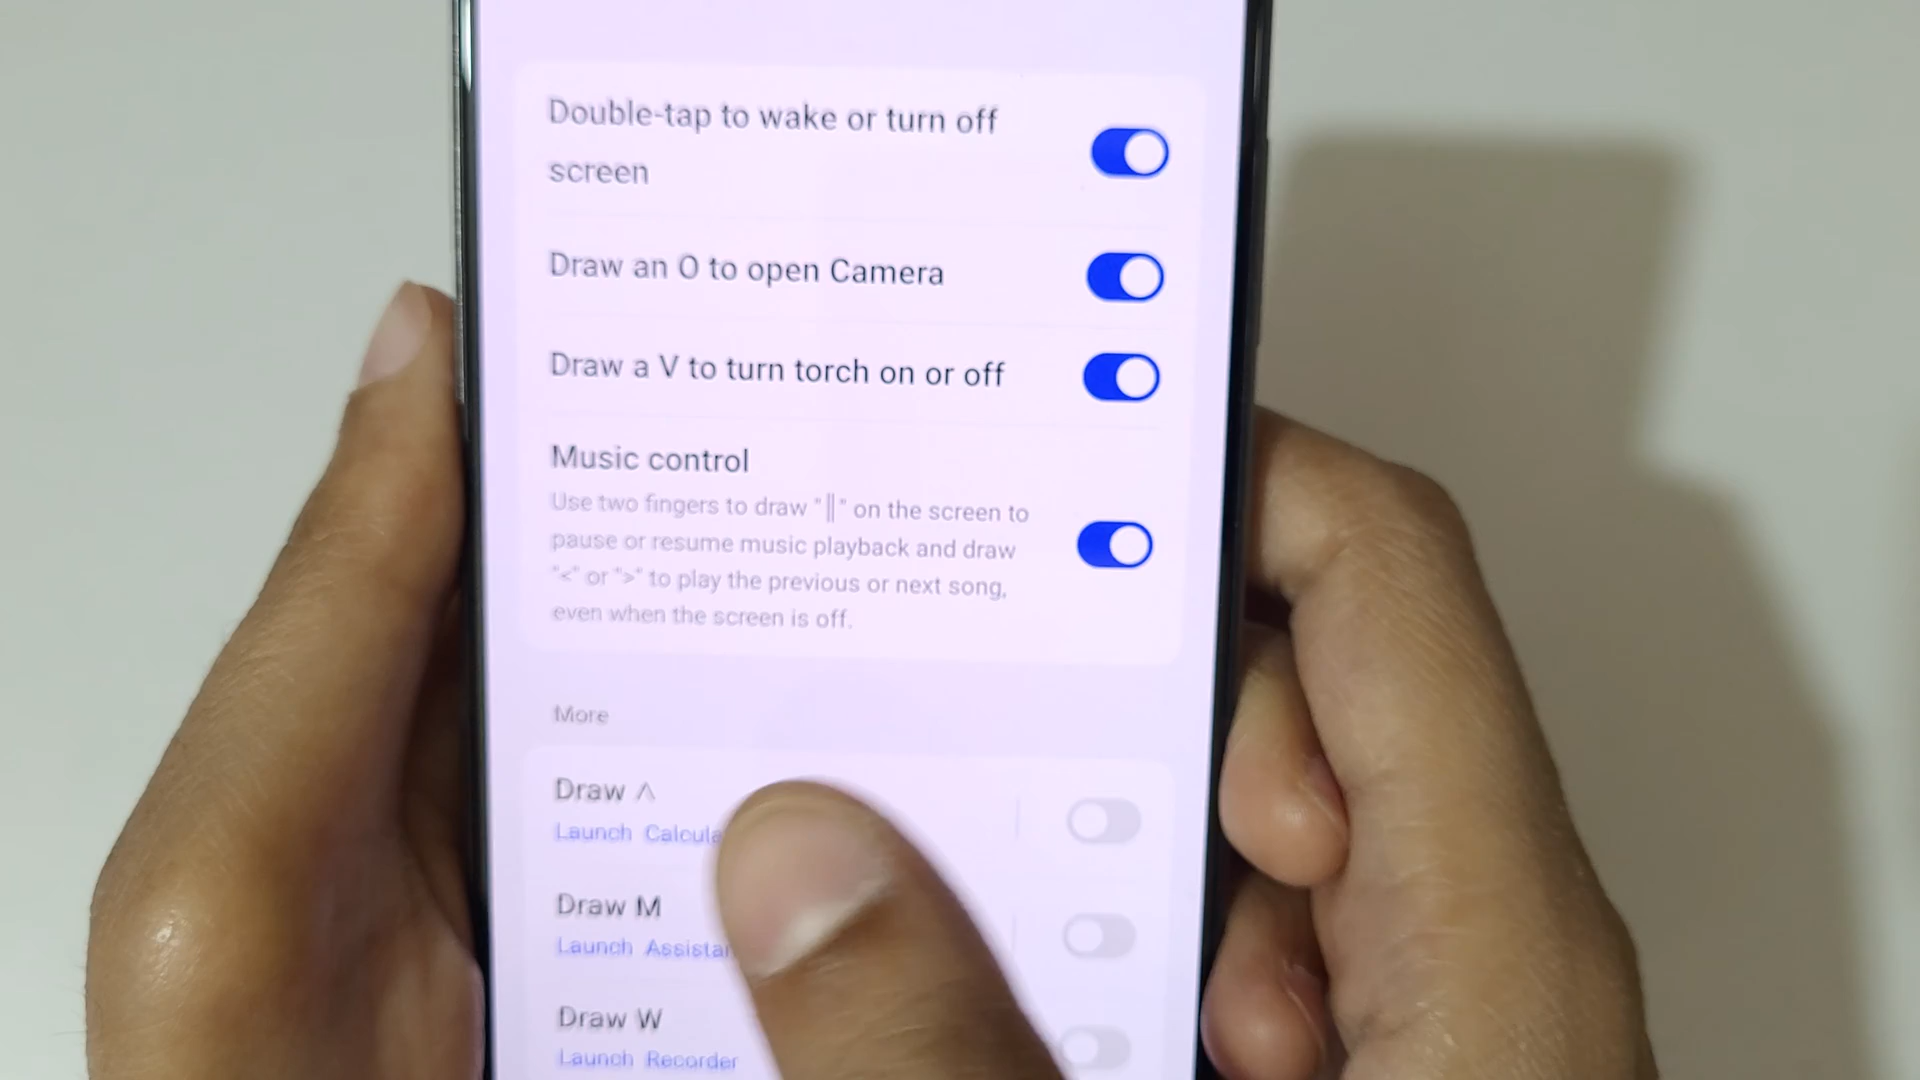 Double-tap to wake or turn off
screen
Draw an O to open Camera
Draw a V to turn torch on or off
Music control
Use two fingers to draw "||" on the screen to
pause or resume music playback and draw
"<" or ">" to play the previous or next song,
even when the screen is off.
More
Draw ∧
Launch
Draw M
Launch
Draw W
Launch Recorder